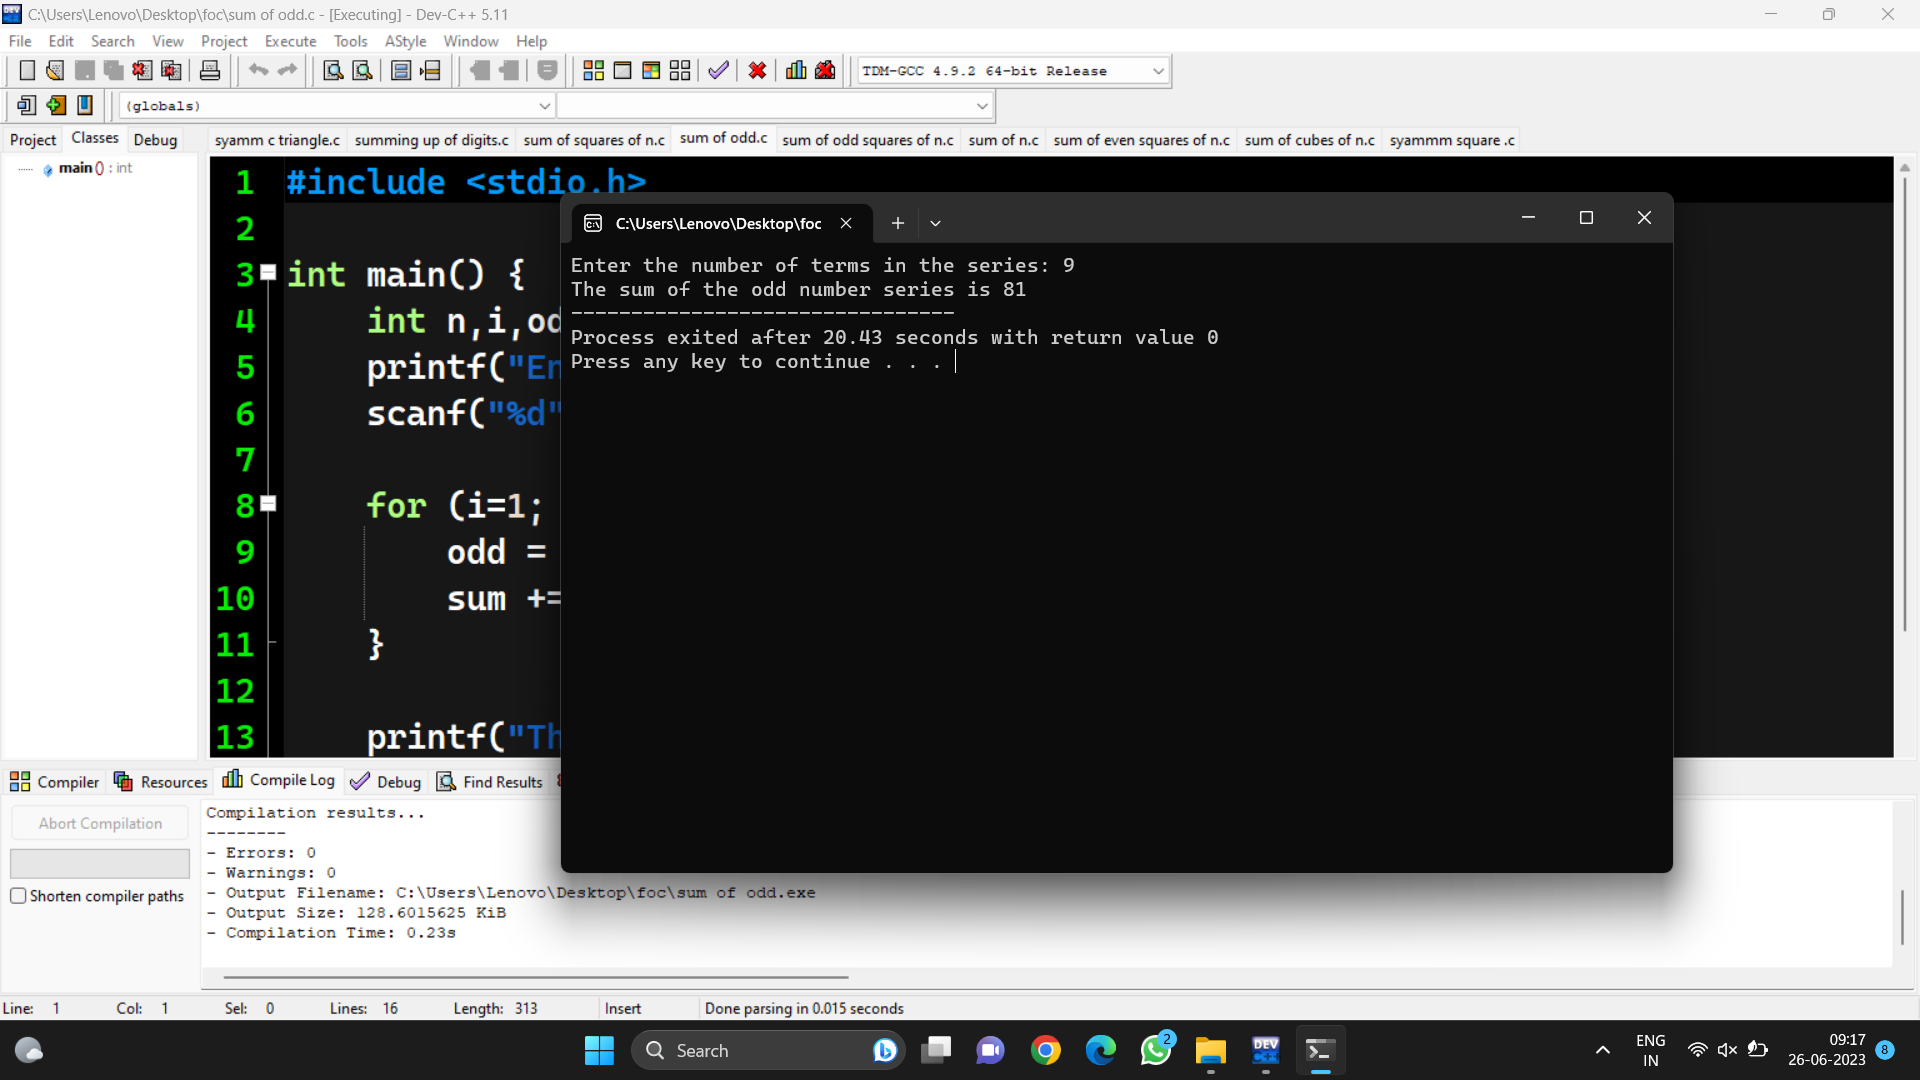 C:\Users\Lenovo\Desktop\foc\sum of odd.c - [Executing] - Dev-C++ 5.11
File Edit Search View Project Execute Tools AStyle Window Help
TDM-GCC 4.9.2 64-bit Release
(globals)
Project Classes Debug
syamm c triangle.c summing up of digits.c sum of squares of n.c sum of odd.c sum of odd squares of n.c sum of n.c sum of even squares of n.c sum of cubes of n.c syammm square .c
main () : int
1 #include <stdio.h>
2
3 int main() {
4 int n,i,od
5 printf("En
6 scanf("%d"
7
8 for (i=1;
9 odd =
10 sum +=
11 }
12
13 printf("Th
C:\Users\Lenovo\Desktop\foc
Enter the number of terms in the series: 9
The sum of the odd number series is 81
--------------------------------
Process exited after 20.43 seconds with return value 0
Press any key to continue . . .
Compiler Resources Compile Log Debug Find Results
Abort Compilation
Shorten compiler paths
Compilation results...
--------
- Errors: 0
- Warnings: 0
- Output Filename: C:\Users\Lenovo\Desktop\foc\sum of odd.exe
- Output Size: 128.6015625 KiB
- Compilation Time: 0.23s
Line: 1 Col: 1 Sel: 0 Lines: 16 Length: 313 Insert Done parsing in 0.015 seconds
Search
2
DEV
C++
ENG
IN
09:17
26-06-2023
8